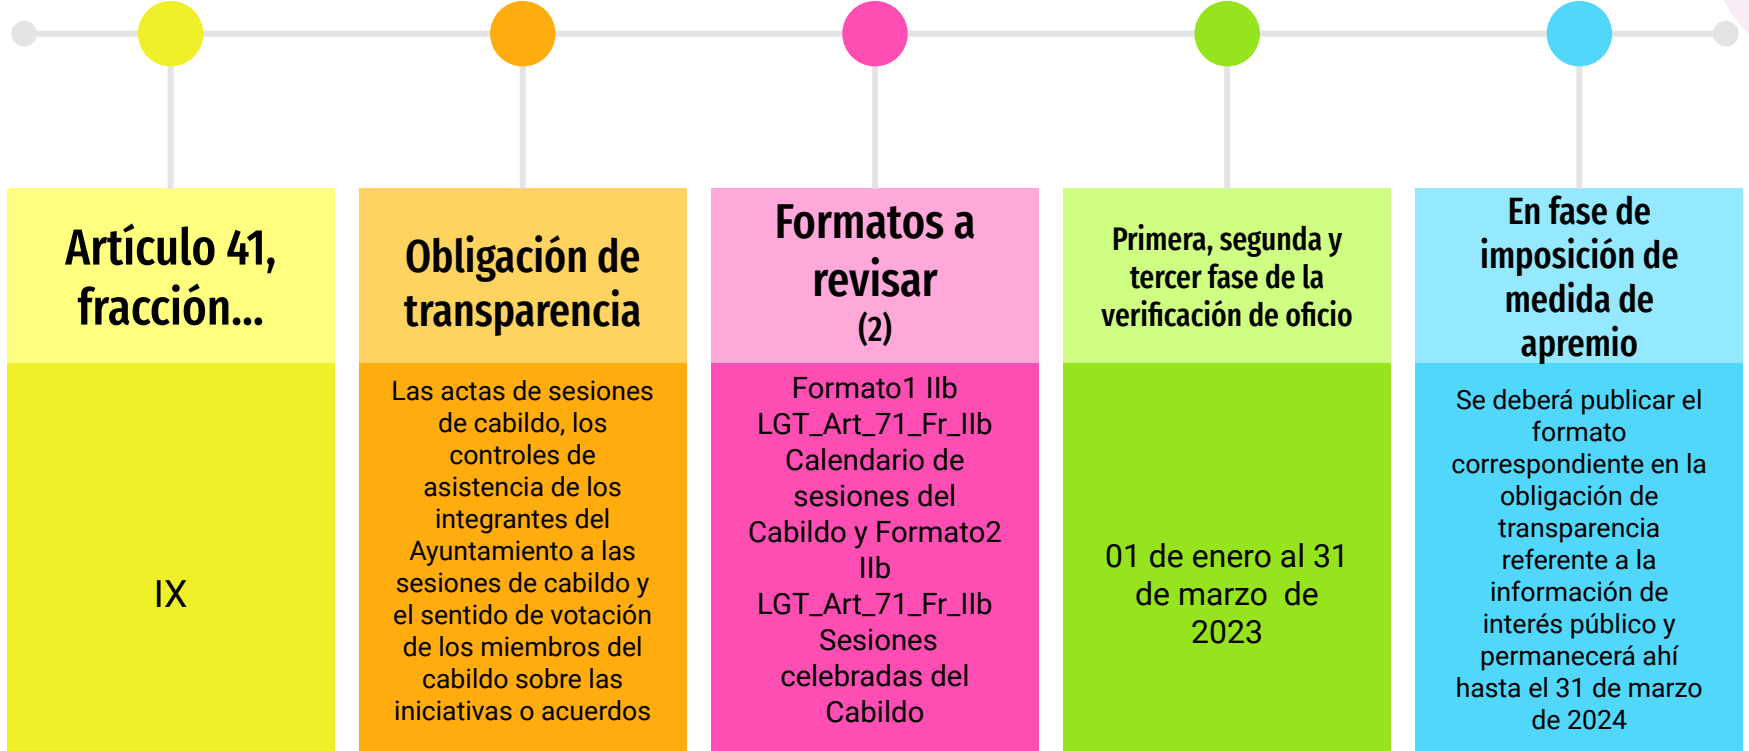 Artículo 41,
fracción...
IX
Obligación de
transparencia
Las actas de sesiones
de cabildo, los
controles de
asistencia de los
integrantes del
Ayuntamiento a las
sesiones de cabildo y
el sentido de votación
de los miembros del
cabildo sobre las
iniciativas o acuerdos
Formatos a
revisar
(2)
Formato1 IIb
LGT_Art_71_Fr_IIb
Calendario de
sesiones del
Cabildo y Formato2
IIb
LGT_Art_71_Fr_IIb
Sesiones
celebradas del
Cabildo
Primera, segunda y
tercer fase de la
verificación de oficio
01 de enero al 31
de marzo de
2023
En fase de
imposición de
medida de
apremio
Se deberá publicar el
formato
correspondiente en la
obligación de
transparencia
referente a la
información de
interés público y
permanecerá ahí
hasta el 31 de marzo
de 2024